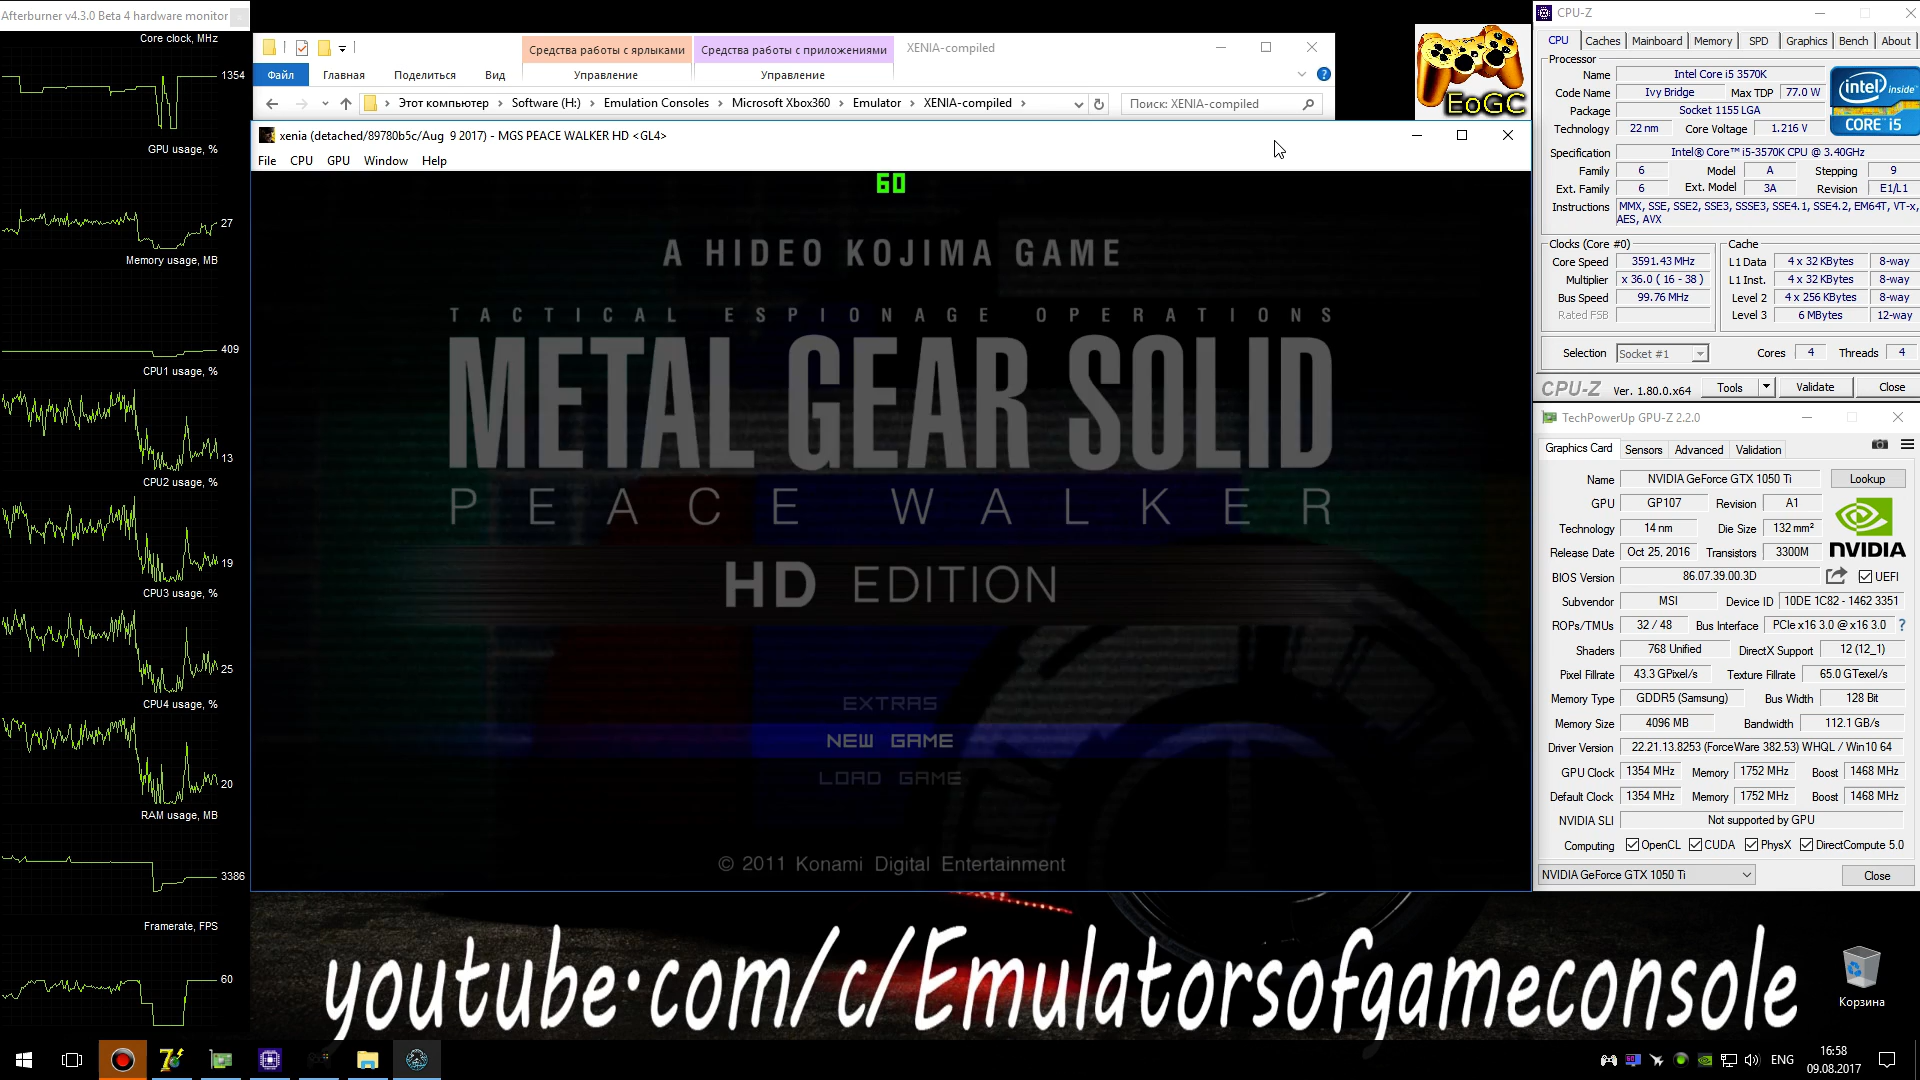 Afterburner v4.3.0 Beta 4 hardware monitor
Core clock, MHz
1354
GPU usage, %
27
Memory usage, MB
409
CPU1 usage, %
13
CPU2 usage, %
19
CPU3 usage, %
25
CPU4 usage, %
20
RAM usage, MB
3386
Framerate, FPS
60
Средства работы с ярлыками
Средства работы с приложениями
XENIA-compiled
Файл
Главная
Поделиться
Вид
Управление
Управление
Этот компьютер
Software (H:)
Emulation Consoles
Microsoft Xbox360
Emulator
XENIA-compiled
Поиск: XENIA-compiled
EoGC
xenia (detached/89780b5c/Aug 9 2017) - MGS PEACE WALKER HD <GL4>
File CPU GPU Window Help
60
A HIDEO KOJIMA GAME
TACTICAL ESPIONAGE OPERATIONS
METAL GEAR SOLID
PEACE WALKER
HD EDITION
EXTRAS
NEW GAME
LOAD GAME
© 2011 Konami Digital Entertainment
CPU-Z
CPU Caches Mainboard Memory SPD Graphics Bench About
Processor
Name Intel Core i5 3570K
Code Name Ivy Bridge Max TDP 77.0 W
Package Socket 1155 LGA
Technology 22 nm Core Voltage 1.216 V
intel inside
CORE i5
Specification Intel® Core™ i5-3570K CPU @ 3.40GHz
Family 6 Model A Stepping 9
Ext. Family 6 Ext. Model 3A Revision E1/L1
Instructions MMX, SSE, SSE2, SSE3, SSSE3, SSE4.1, SSE4.2, EM64T, VT-x,
AES, AVX
Clocks (Core #0)
Core Speed 3591.43 MHz
Multiplier x 36.0 ( 16 - 38 )
Bus Speed 99.76 MHz
Rated FSB
Cache
L1 Data 4 x 32 KBytes 8-way
L1 Inst. 4 x 32 KBytes 8-way
Level 2 4 x 256 KBytes 8-way
Level 3 6 MBytes 12-way
Selection Socket #1 Cores 4 Threads 4
CPU-Z Ver. 1.80.0.x64 Tools Validate Close
TechPowerUp GPU-Z 2.2.0
Graphics Card Sensors Advanced Validation
Name NVIDIA GeForce GTX 1050 Ti Lookup
GPU GP107 Revision A1
Technology 14 nm Die Size 132 mm²
NVIDIA
Release Date Oct 25, 2016 Transistors 3300M
BIOS Version 86.07.39.00.3D UEFI
Subvendor MSI Device ID 10DE 1C82 - 1462 3351
ROPs/TMUs 32 / 48 Bus Interface PCIe x16 3.0 @ x16 3.0 ?
Shaders 768 Unified DirectX Support 12 (12_1)
Pixel Fillrate 43.3 GPixel/s Texture Fillrate 65.0 GTexel/s
Memory Type GDDR5 (Samsung) Bus Width 128 Bit
Memory Size 4096 MB Bandwidth 112.1 GB/s
Driver Version 22.21.13.8253 (ForceWare 382.53) WHQL / Win10 64
GPU Clock 1354 MHz Memory 1752 MHz Boost 1468 MHz
Default Clock 1354 MHz Memory 1752 MHz Boost 1468 MHz
NVIDIA SLI Not supported by GPU
Computing OpenCL CUDA PhysX DirectCompute 5.0
NVIDIA GeForce GTX 1050 Ti Close
youtube.com/c/Emulatorsofgameconsole
Корзина
ENG
16:58
09.08.2017